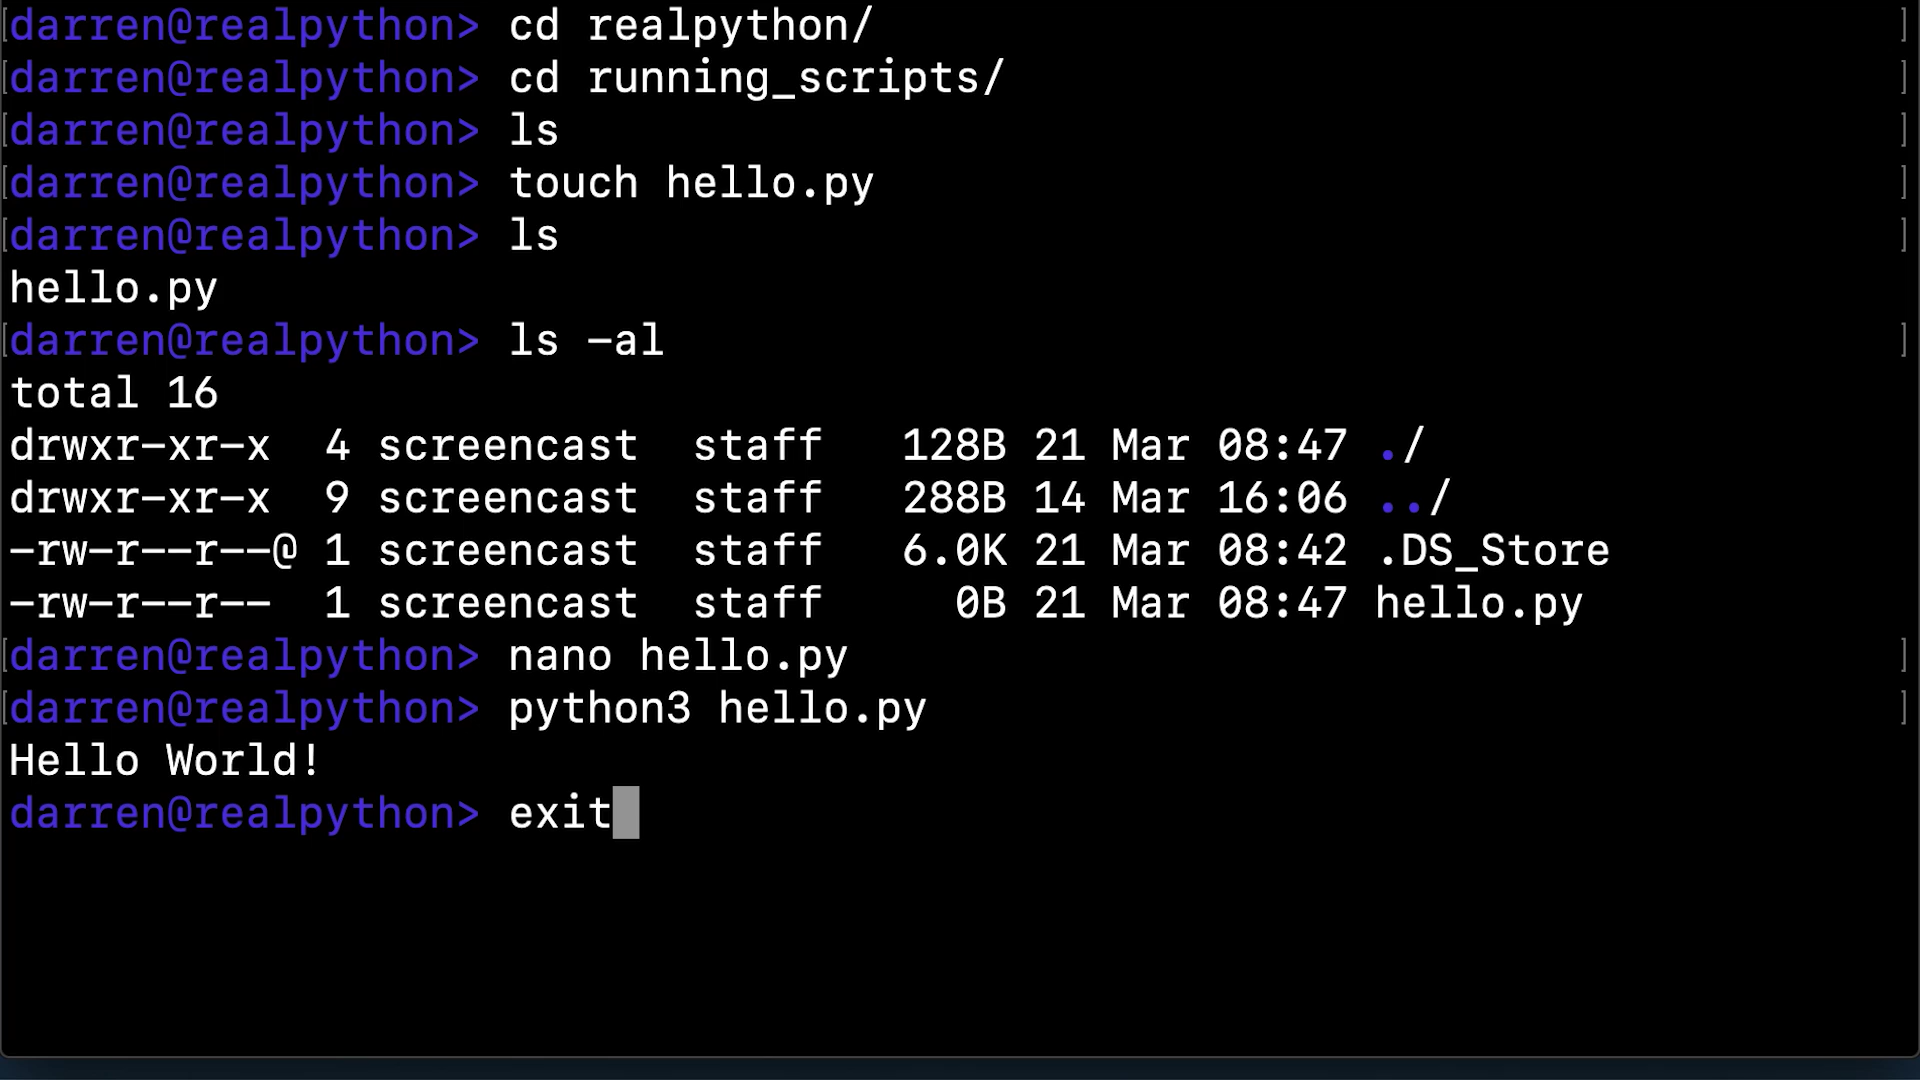 [darren@realpython> cd realpython/ ]
[darren@realpython> cd running_scripts/ ]
[darren@realpython> ls ]
[darren@realpython> touch hello.py ]
[darren@realpython> ls ]
hello.py
[darren@realpython> ls -al ]
total 16
drwxr-xr-x  4 screencast  staff   128B 21 Mar 08:47 ./
drwxr-xr-x  9 screencast  staff   288B 14 Mar 16:06 ../
-rw-r--r--@ 1 screencast  staff   6.0K 21 Mar 08:42 .DS_Store
-rw-r--r--  1 screencast  staff     0B 21 Mar 08:47 hello.py
[darren@realpython> nano hello.py ]
[darren@realpython> python3 hello.py ]
Hello World!
darren@realpython> exit